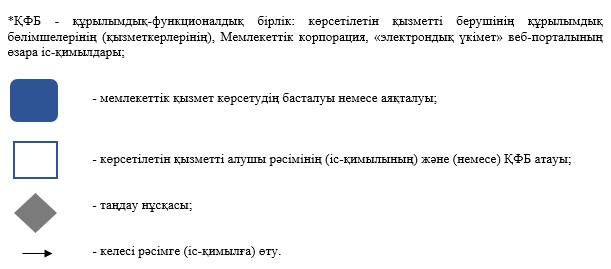 *ҚФБ - құрылымдық-функционалдық бірлік: көрсетілетін қызметті берушінің құрылымдық
бөлімшелерінің (қызметкерлерінің), Мемлекеттік корпорация, «электрондық үкімет» веб-порталының
өзара іс-қимылдары;
- мемлекеттік қызмет көрсетудің басталуы немесе аяқталуы;
- көрсетілетін қызметті алушы рәсімінің (іс-қимылының) және (немесе) ҚФБ атауы;
- таңдау нұсқасы;
- келесі рәсімге (іс-қимылға) өту.